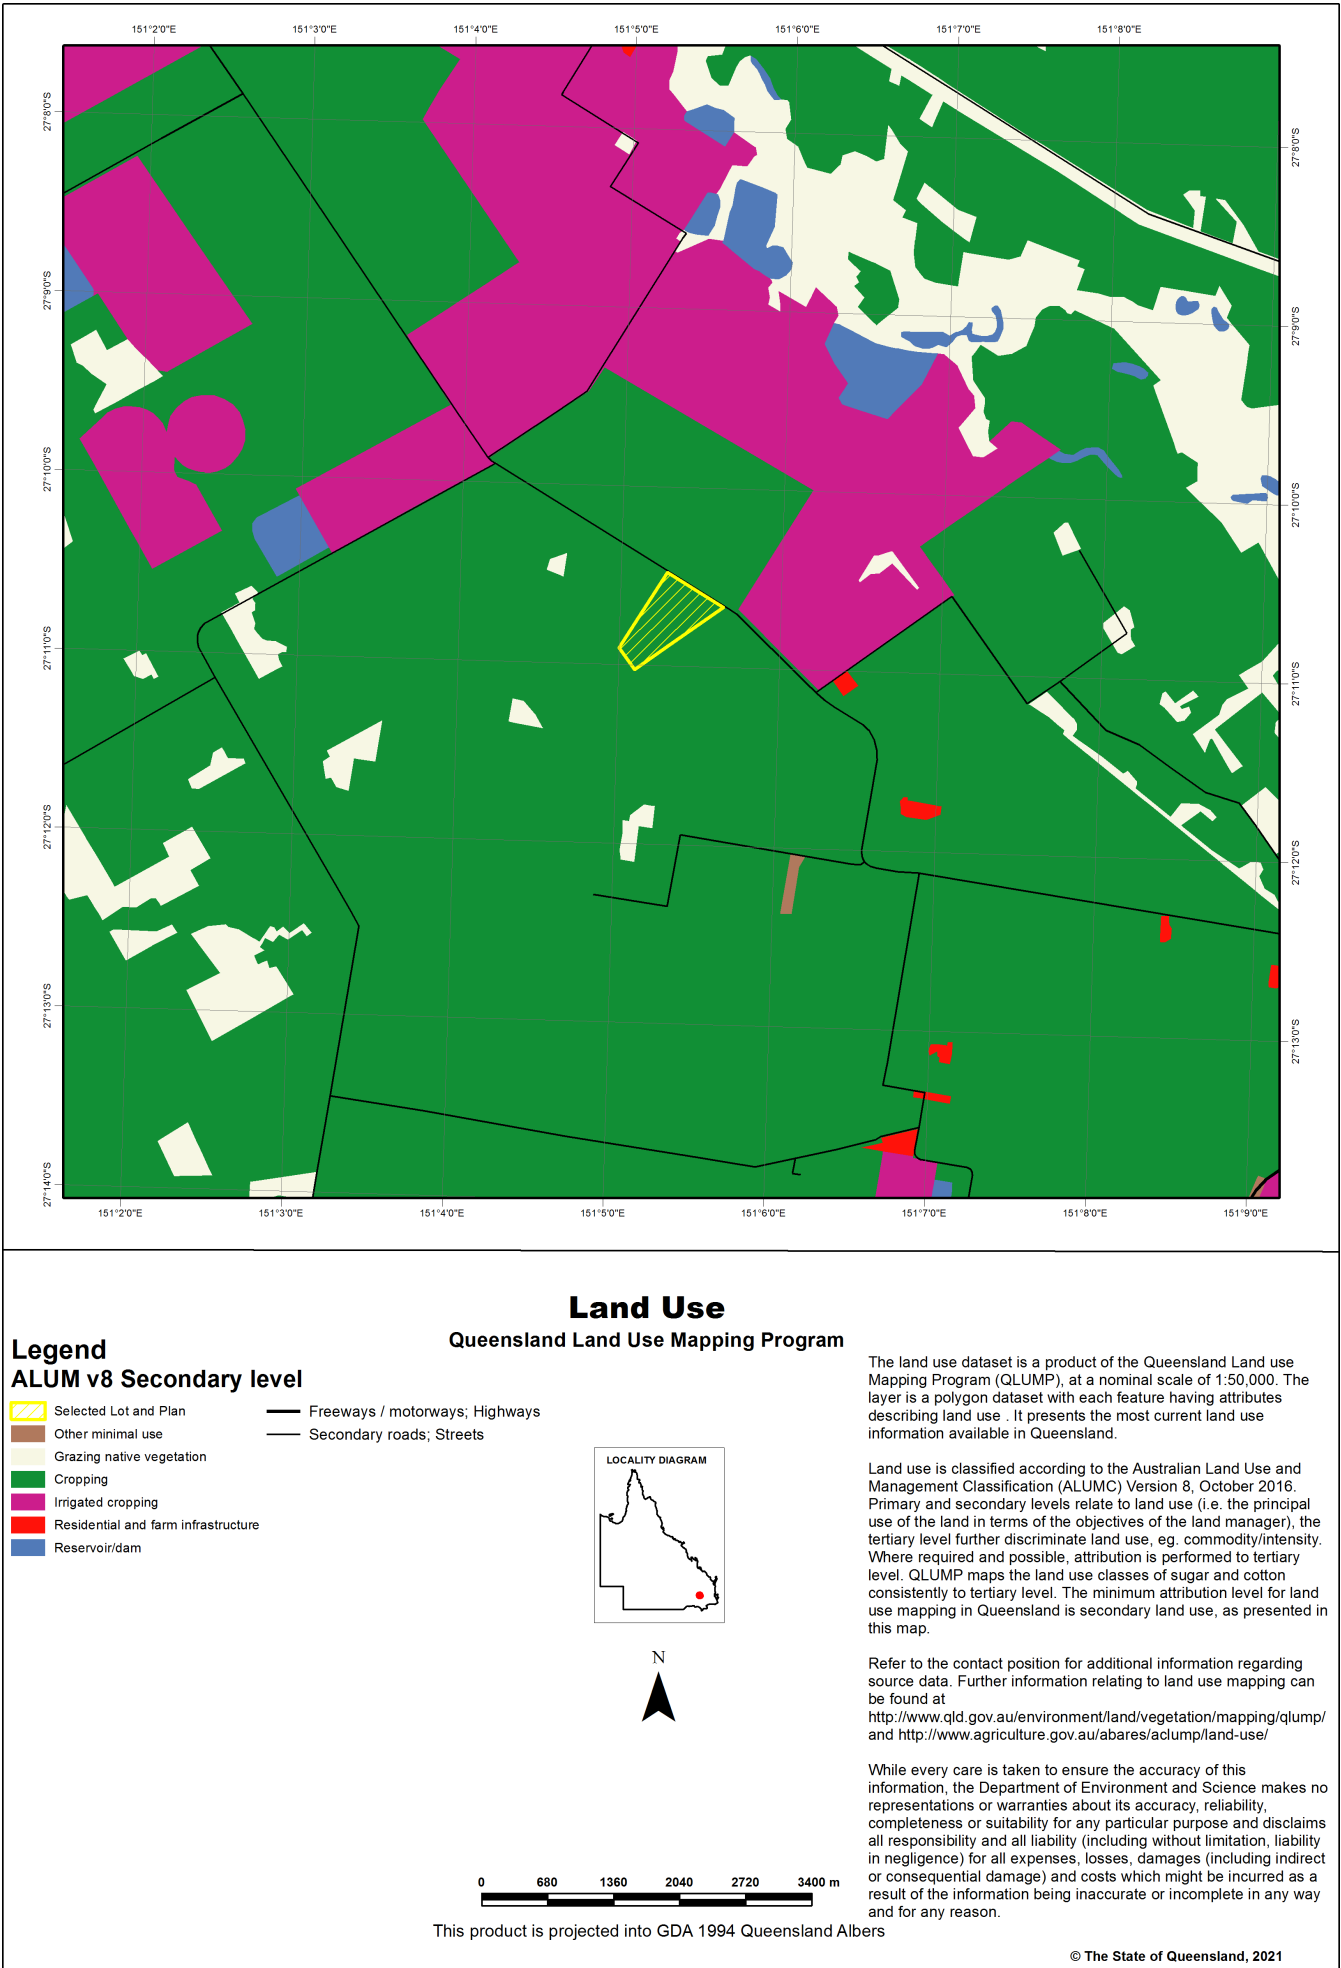 151°2'0"E
151°3'0"E
151°4'0"E
151°5'0"E
151°6'0"E
151°7'0"E
151°8'0"E
27°8'0"S
27°9'0"S
27°10'0"S
27°11'0"S
27°12'0"S
27°13'0"S
27°14'0"S
27°8'0"S
27°9'0"S
27°10'0"S
27°11'0"S
27°12'0"S
27°13'0"S
151°2'0"E
151°3'0"E
151°4'0"E
151°5'0"E
151°6'0"E
151°7'0"E
151°8'0"E
151°9'0"E
Land Use
Queensland Land Use Mapping Program
Legend
ALUM v8 Secondary level
Selected Lot and Plan
Other minimal use
Grazing native vegetation
Cropping
Irrigated cropping
Residential and farm infrastructure
Reservoir/dam
Freeways / motorways; Highways
Secondary roads; Streets
LOCALITY DIAGRAM
N
0 680 1360 2040 2720 3400 m
This product is projected into GDA 1994 Queensland Albers
The land use dataset is a product of the Queensland Land use
Mapping Program (QLUMP), at a nominal scale of 1:50,000. The
layer is a polygon dataset with each feature having attributes
describing land use . It presents the most current land use
information available in Queensland.
Land use is classified according to the Australian Land Use and
Management Classification (ALUMC) Version 8, October 2016.
Primary and secondary levels relate to land use (i.e. the principal
use of the land in terms of the objectives of the land manager), the
tertiary level further discriminate land use, eg. commodity/intensity.
Where required and possible, attribution is performed to tertiary
level. QLUMP maps the land use classes of sugar and cotton
consistently to tertiary level. The minimum attribution level for land
use mapping in Queensland is secondary land use, as presented in
this map.
Refer to the contact position for additional information regarding
source data. Further information relating to land use mapping can
be found at
http://www.qld.gov.au/environment/land/vegetation/mapping/qlump/
and http://www.agriculture.gov.au/abares/aclump/land-use/
While every care is taken to ensure the accuracy of this
information, the Department of Environment and Science makes no
representations or warranties about its accuracy, reliability,
completeness or suitability for any particular purpose and disclaims
all responsibility and all liability (including without limitation, liability
in negligence) for all expenses, losses, damages (including indirect
or consequential damage) and costs which might be incurred as a
result of the information being inaccurate or incomplete in any way
and for any reason.
© The State of Queensland, 2021